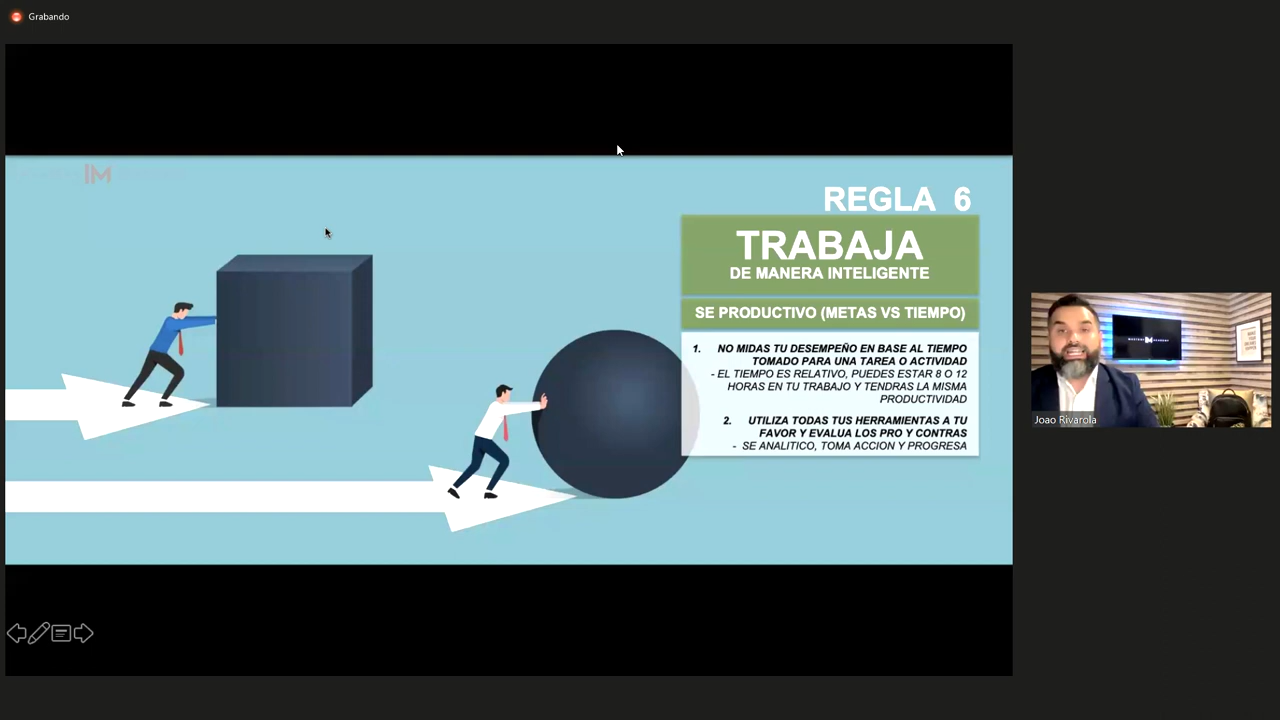 Grabando
IM
REGLA 6
TRABAJA
DE MANERA INTELIGENTE
SE PRODUCTIVO (METAS VS TIEMPO)
1. NO MIDAS TU DESEMPEÑO EN BASE AL TIEMPO
TOMADO PARA UNA TAREA O ACTIVIDAD
- EL TIEMPO ES RELATIVO, PUEDES ESTAR 8 O 12
HORAS EN TU TRABAJO Y TENDRAS LA MISMA
PRODUCTIVIDAD
2. UTILIZA TODAS TUS HERRAMIENTAS A TU
FAVOR Y EVALUA LOS PRO Y CONTRAS
- SE ANALITICO, TOMA ACCION Y PROGRESA
Joao Rivarola